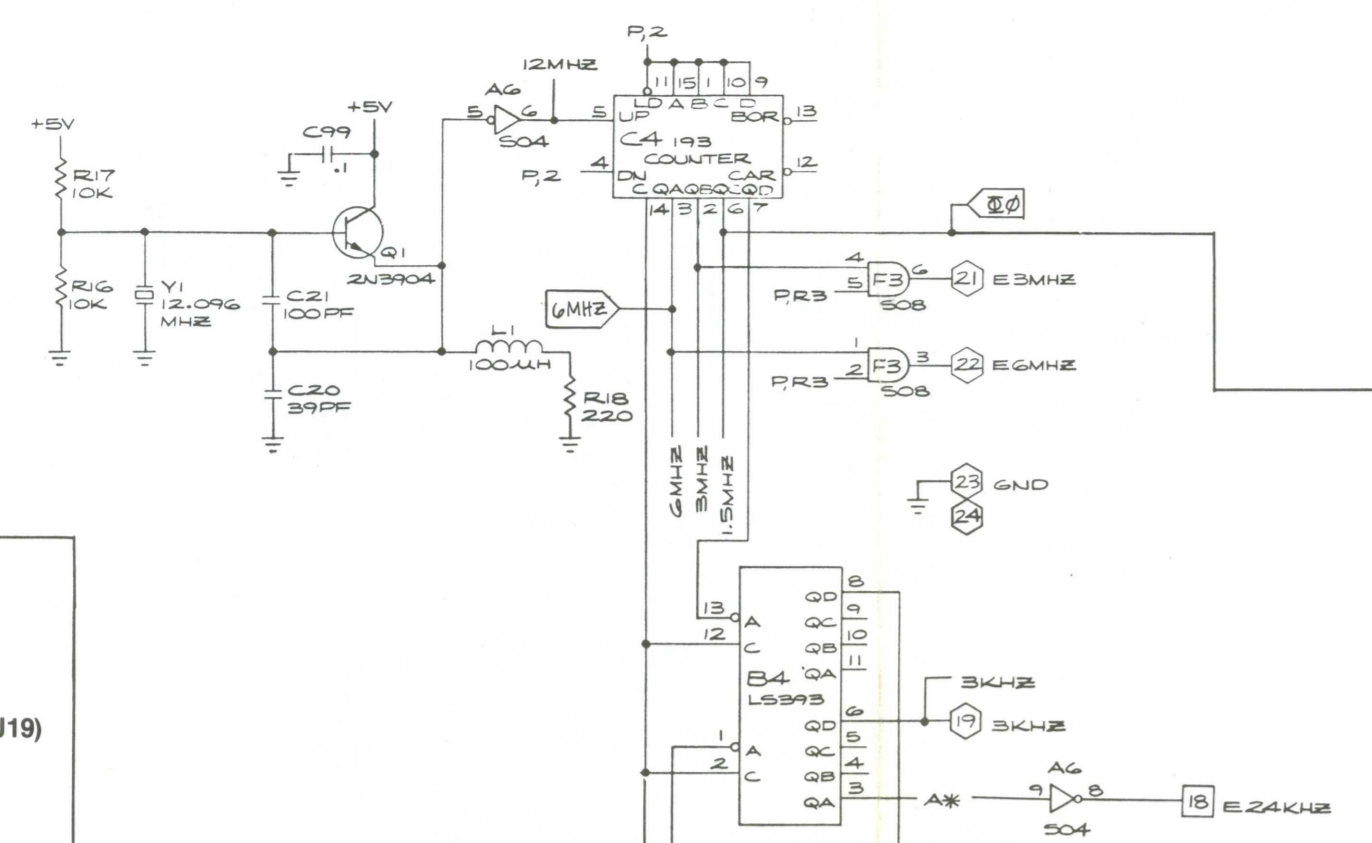 P,2
12MHZ
11 15 1 10 9
A6
5 6
S04
LD A B C D
5 UP BOR 13
C4 193
COUNTER
P,2 4 DN CAR 12
C QA QB QC QD
14 3 2 6 7
+5V
+5V
C99
.1
R17
10K
Q1
2N3904
R16
10K
Y1
12.096
MHZ
C21
100PF
C20
39PF
L1
100µH
R18
220
6MHZ
Φ0
4 6
5 F3
P,R3
S08
21 E3MHZ
1 3
2 F3
P,R3
S08
22 E6MHZ
6MHZ
3MHZ
1.5MHZ
23 GND
24
13 A
12 C
B4
LS393
1 A
2 C
QD 8
QC 9
QB 10
QA 11
QD 6
QC 5
QB 4
QA 3
3KHZ
19 3KHZ
A*
A6
9 8
S04
18 E24KHZ
J19)